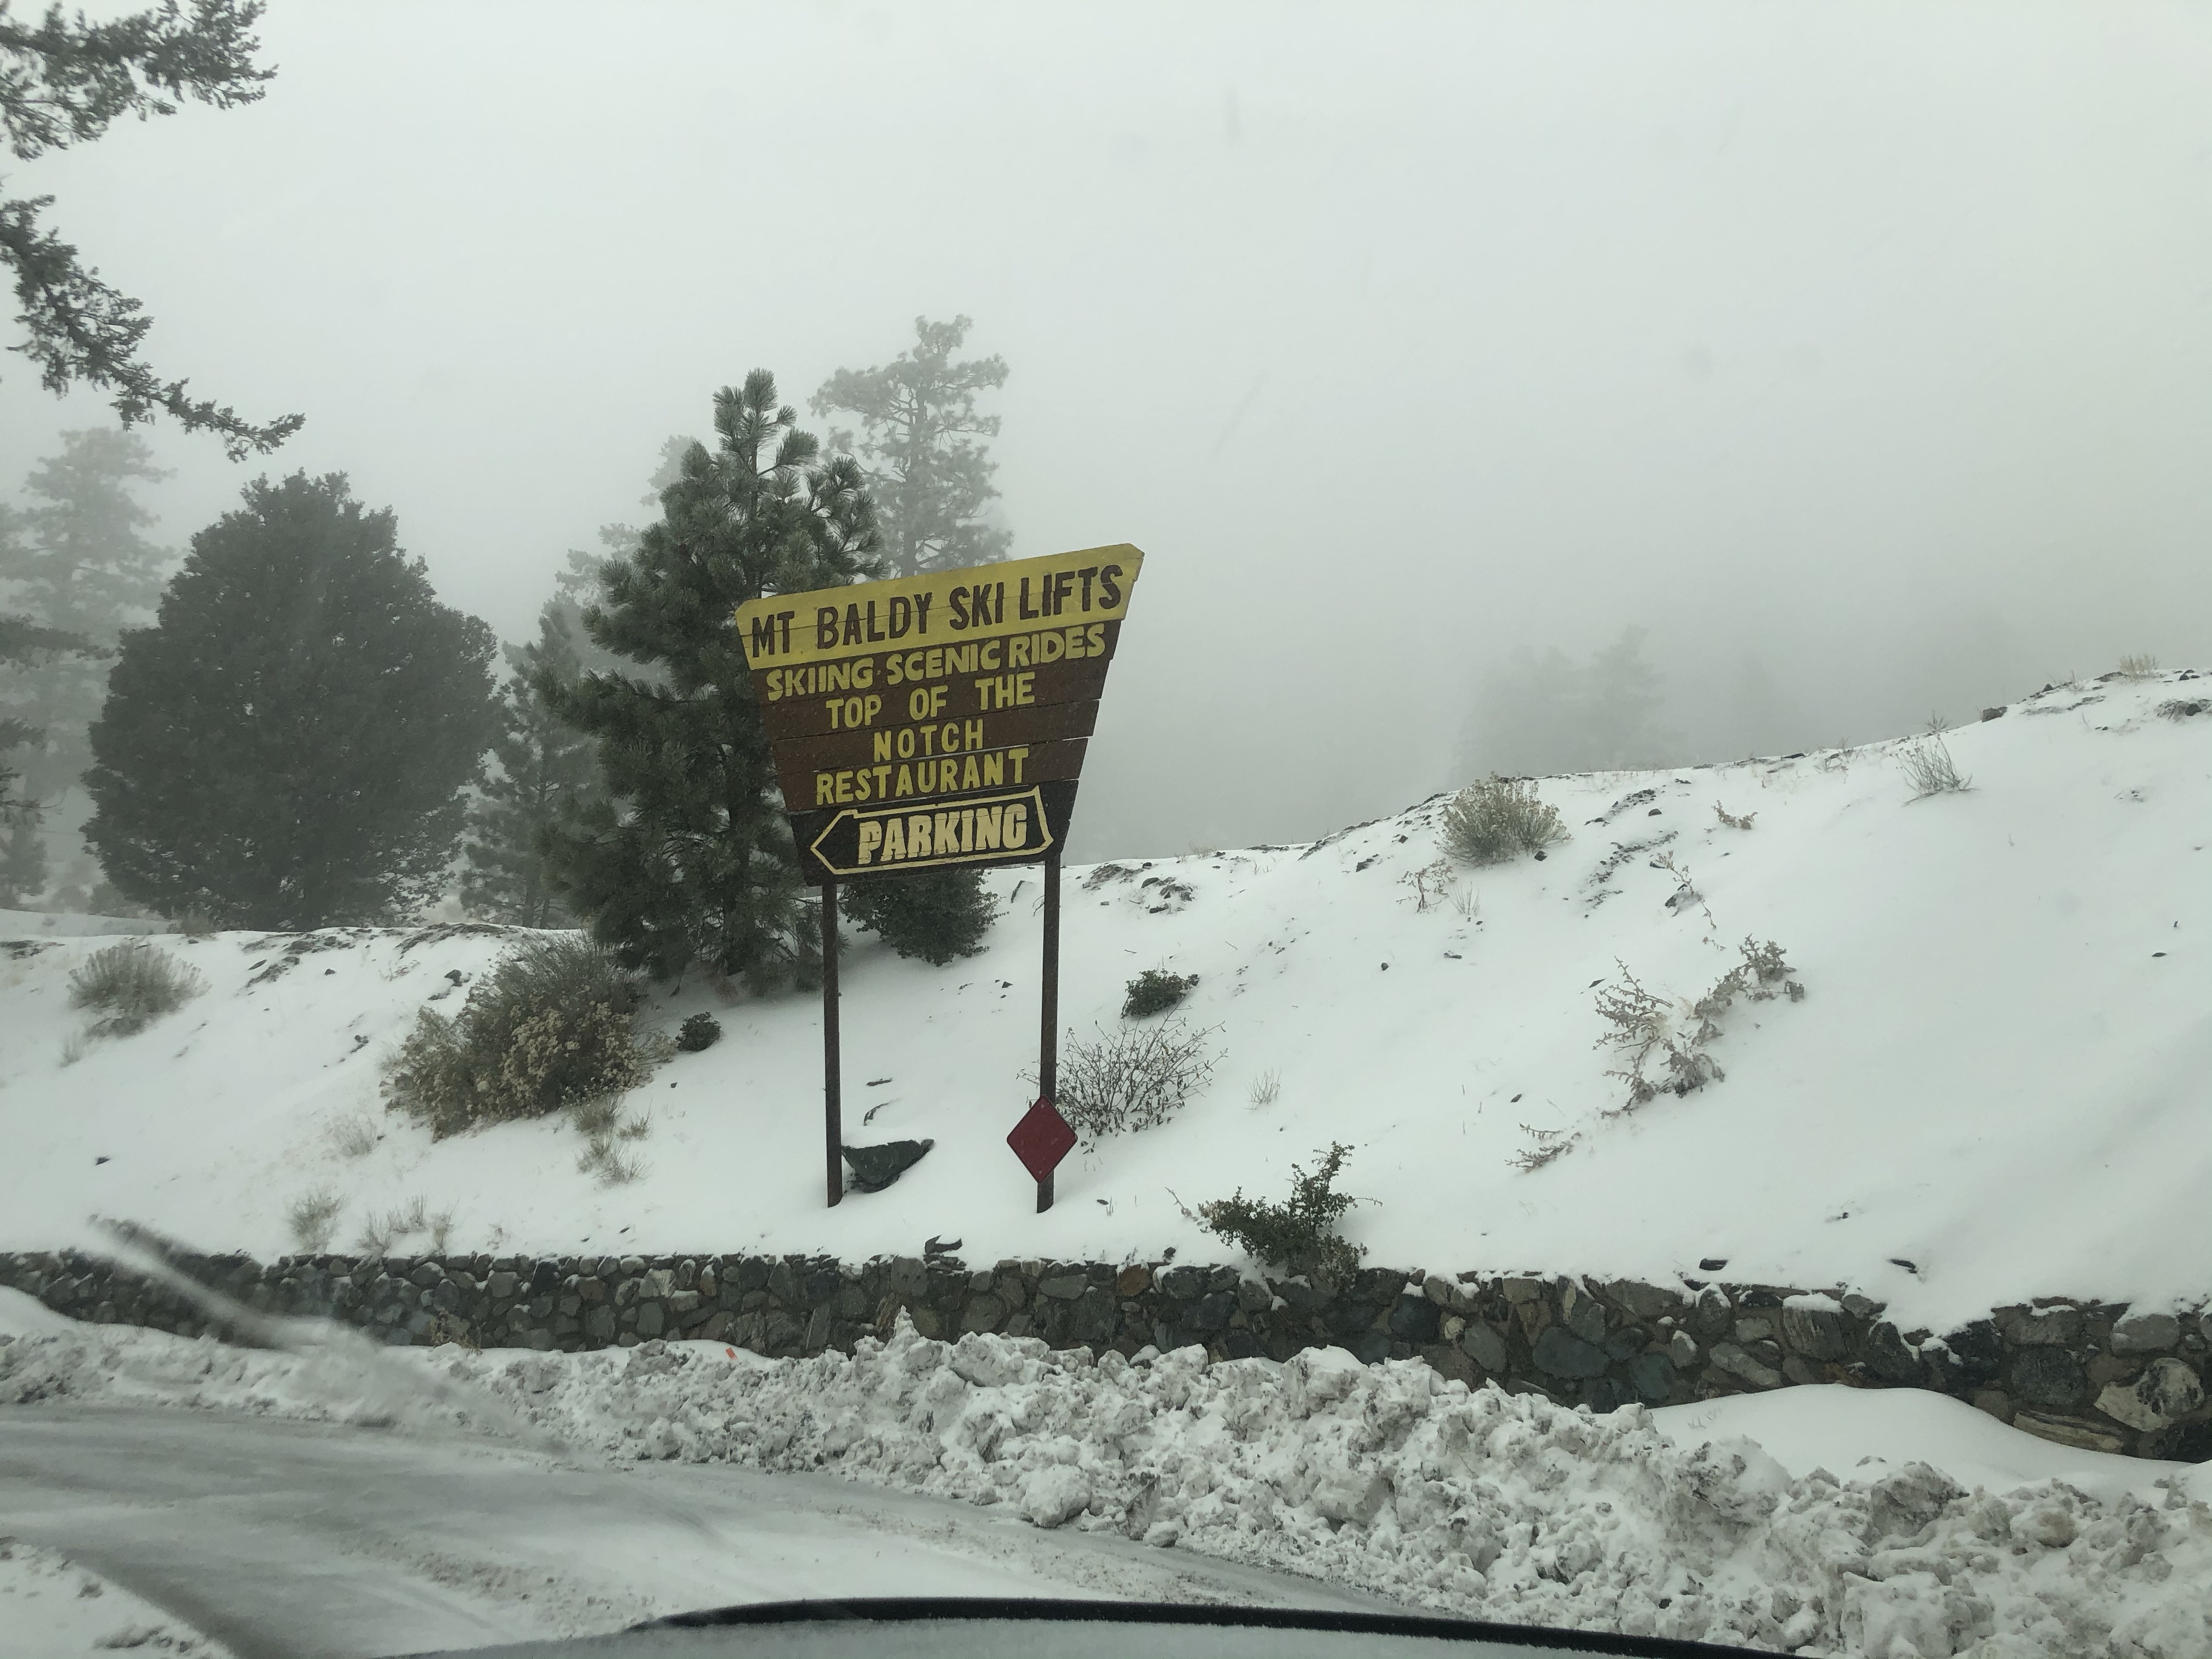 MT BALDY SKI LIFTS
SKIING SCENIC RIDES
TOP OF THE
NOTCH
RESTAURANT
PARKING